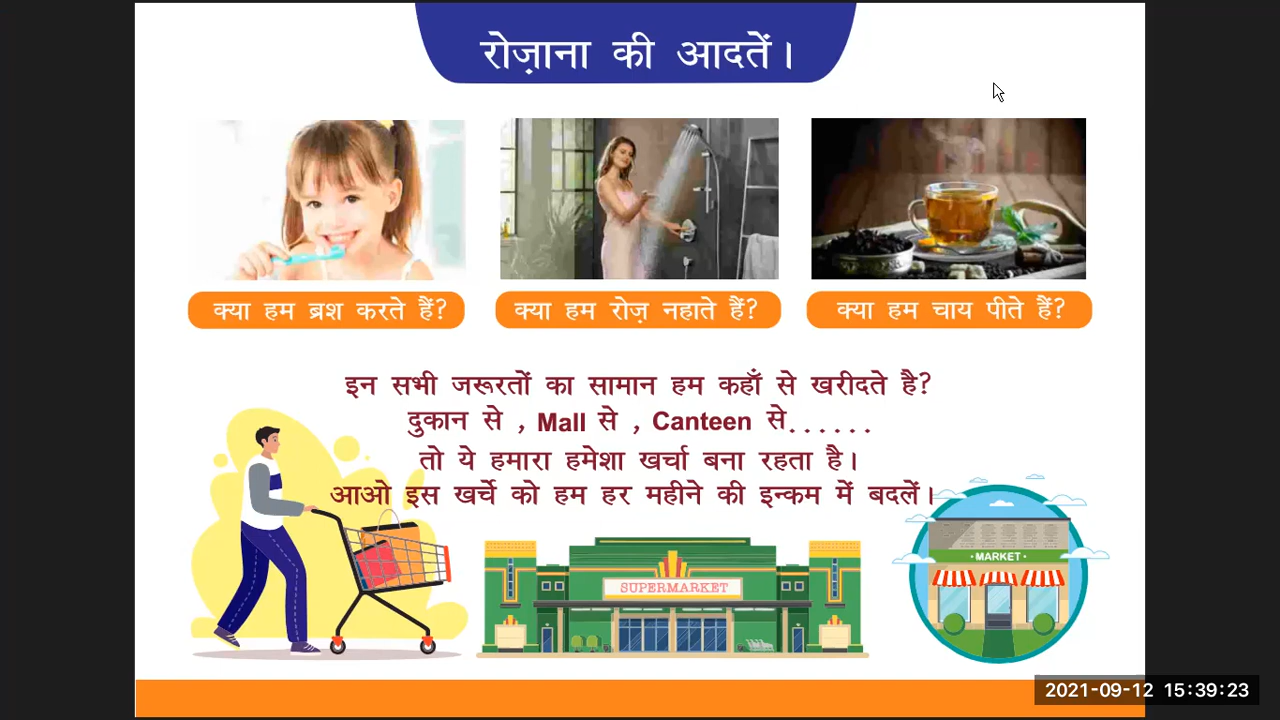 रोज़ाना की आदतें।
क्या हम ब्रश करते हैं?
क्या हम रोज़ नहाते हैं?
क्या हम चाय पीते हैं?
इन सभी जरूरतों का सामान हम कहाँ से खरीदते है?
दुकान से , Mall से , Canteen से......
तो ये हमारा हमेशा खर्चा बना रहता है।
आओ इस खर्चे को हम हर महीने की इन्कम में बदलें।
MARKET
SUPERMARKET
2021-09-12 15:39:23